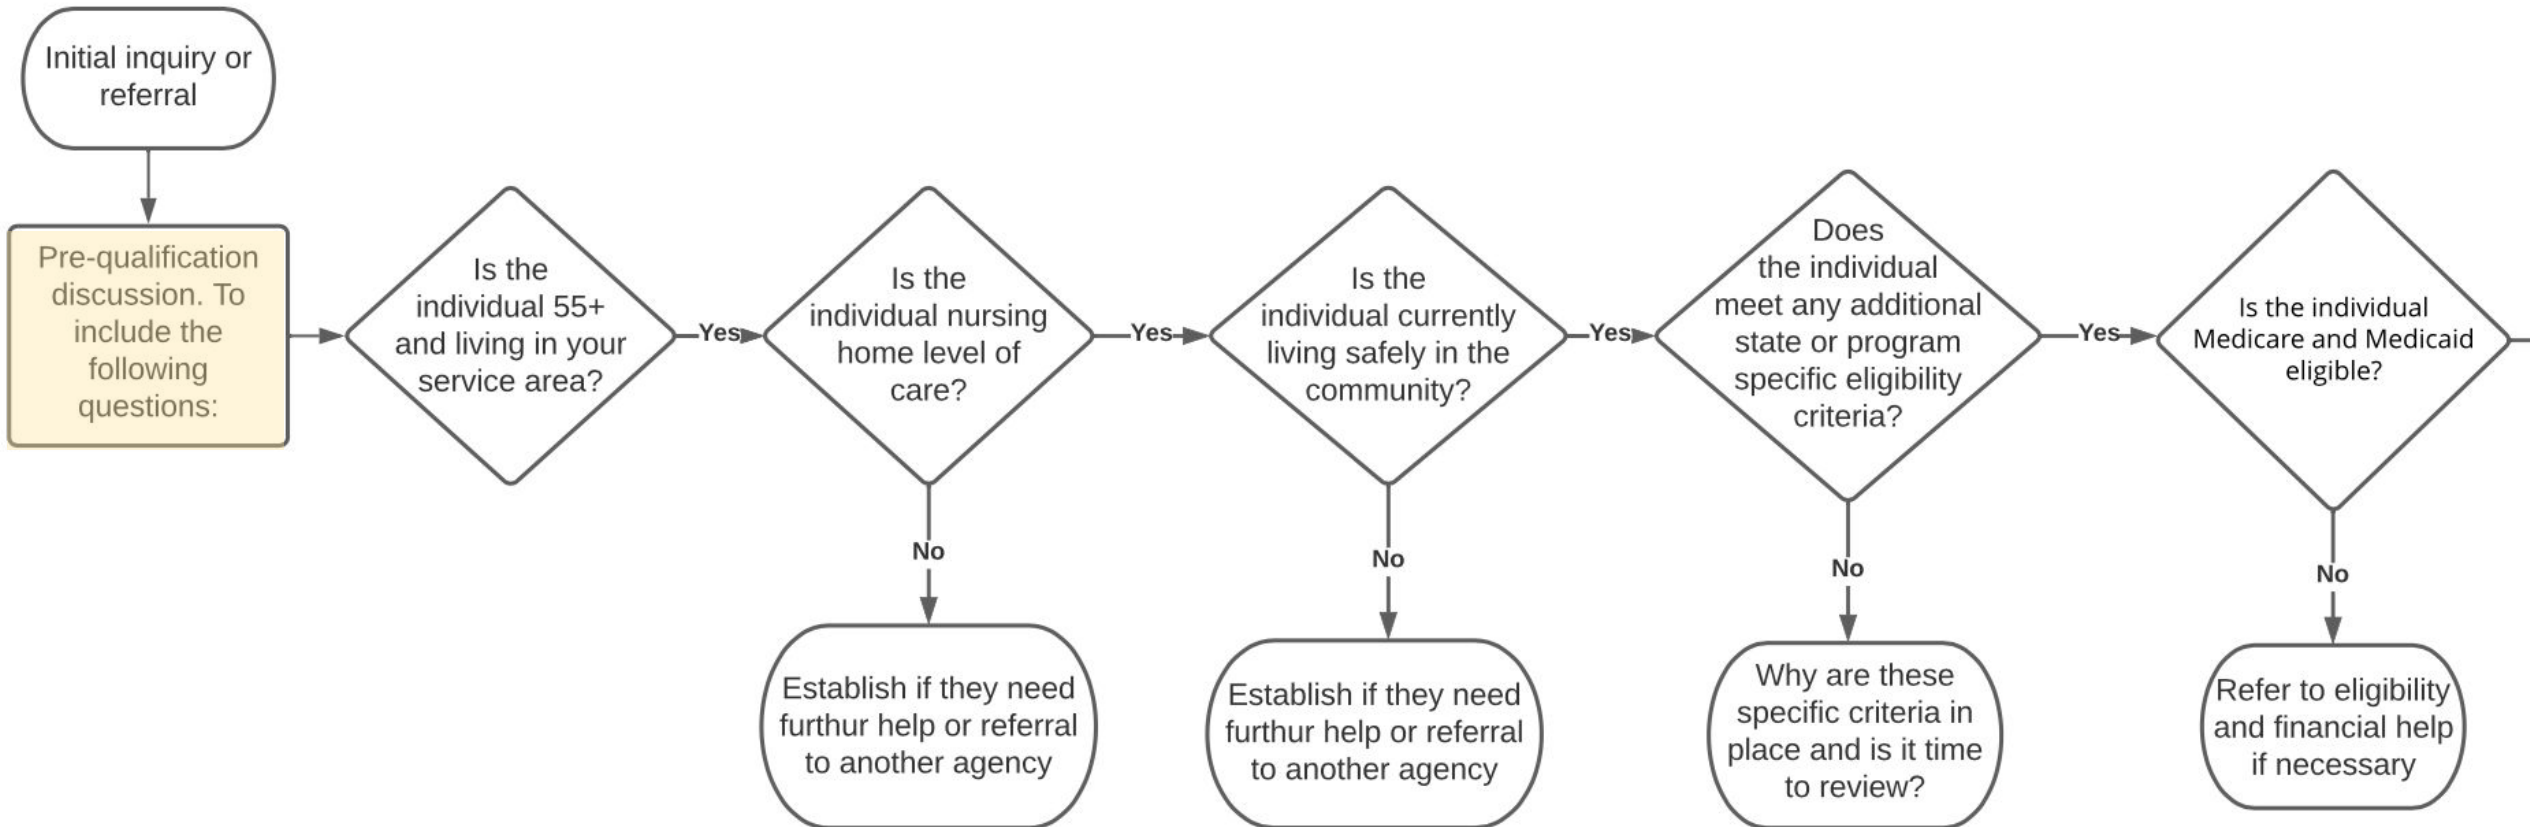 Initial inquiry or
referral
Pre-qualification
discussion. To
include the
following
questions:
Is the
individual 55+
and living in your
service area?
Yes
Is the
individual nursing
home level of
care?
Yes
Is the
individual currently
living safely in the
community?
Yes
Does
the individual
meet any additional
state or program
specific eligibility
criteria?
Yes
Is the individual
Medicare and Medicaid
eligible?
No
No
No
No
Establish if they need
furthur help or referral
to another agency
Establish if they need
furthur help or referral
to another agency
Why are these
specific criteria in
place and is it time
to review?
Refer to eligibility
and financial help
if necessary